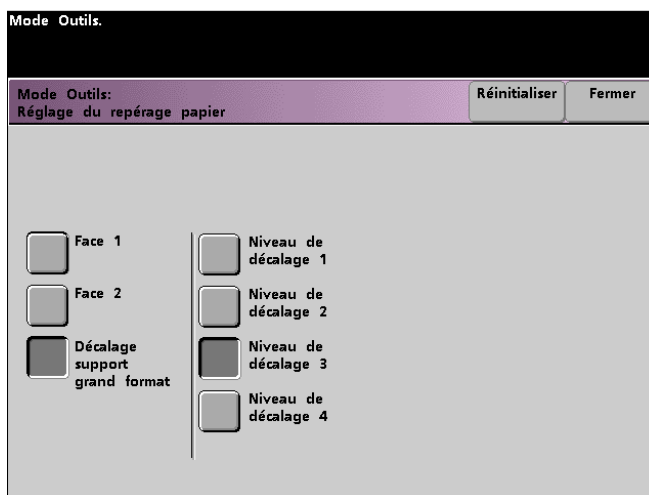 Mode Outils.
Mode Outils:
Réglage du repérage papier
Réinitialiser
Fermer
Face 1
Face 2
Décalage
support
grand format
Niveau de
décalage 1
Niveau de
décalage 2
Niveau de
décalage 3
Niveau de
décalage 4